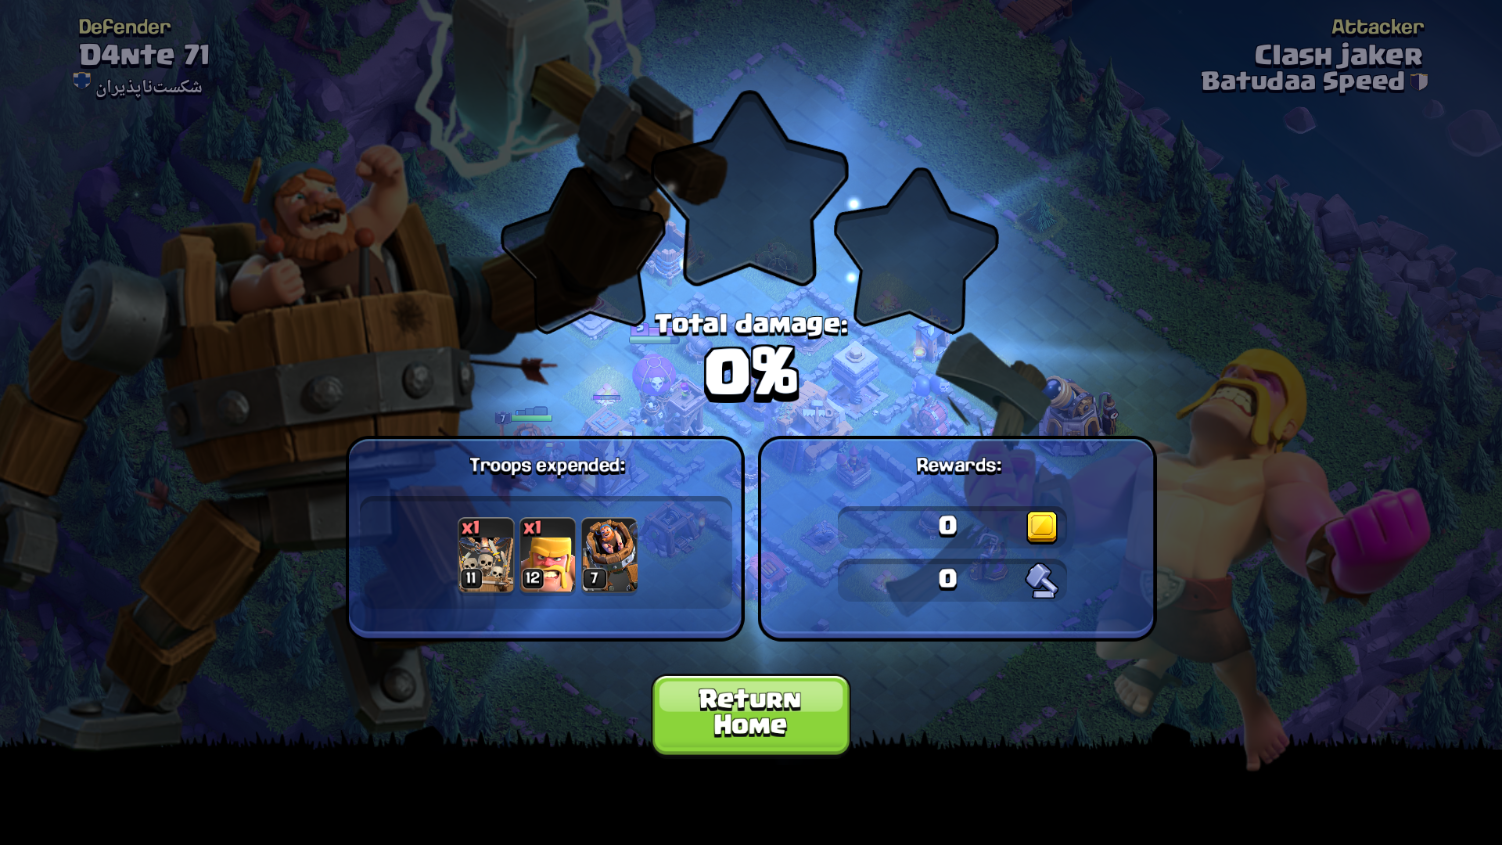 Defender
D4nte 71
شکست‌ناپذیران
Attacker
Clash jaker
Batudaa Speed
Total damage:
0%
Troops expended:
x1
11
x1
12
7
Rewards:
0
0
Return
Home